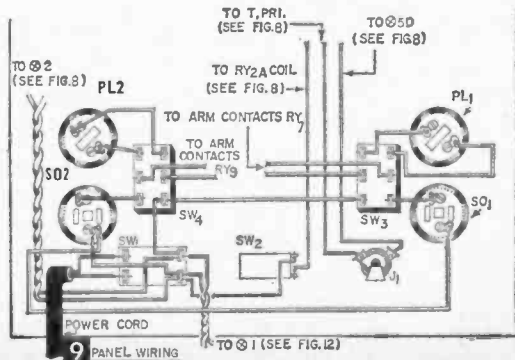 TO T, PRI.
(SEE FIG.8)
TO ⊗5D
(SEE FIG8)
TO ⊗2
(SEE FIG.8)
PL2
TO RY2A COIL
(SEE FIG.8)
PL1
TO ARM CONTACTS RY7
TO ARM
CONTACTS
RY9
SO2
SW4
SW3
SO1
SW1
SW2
J1
POWER CORD
9 PANEL WIRING
TO ⊗1 (SEE FIG.12)